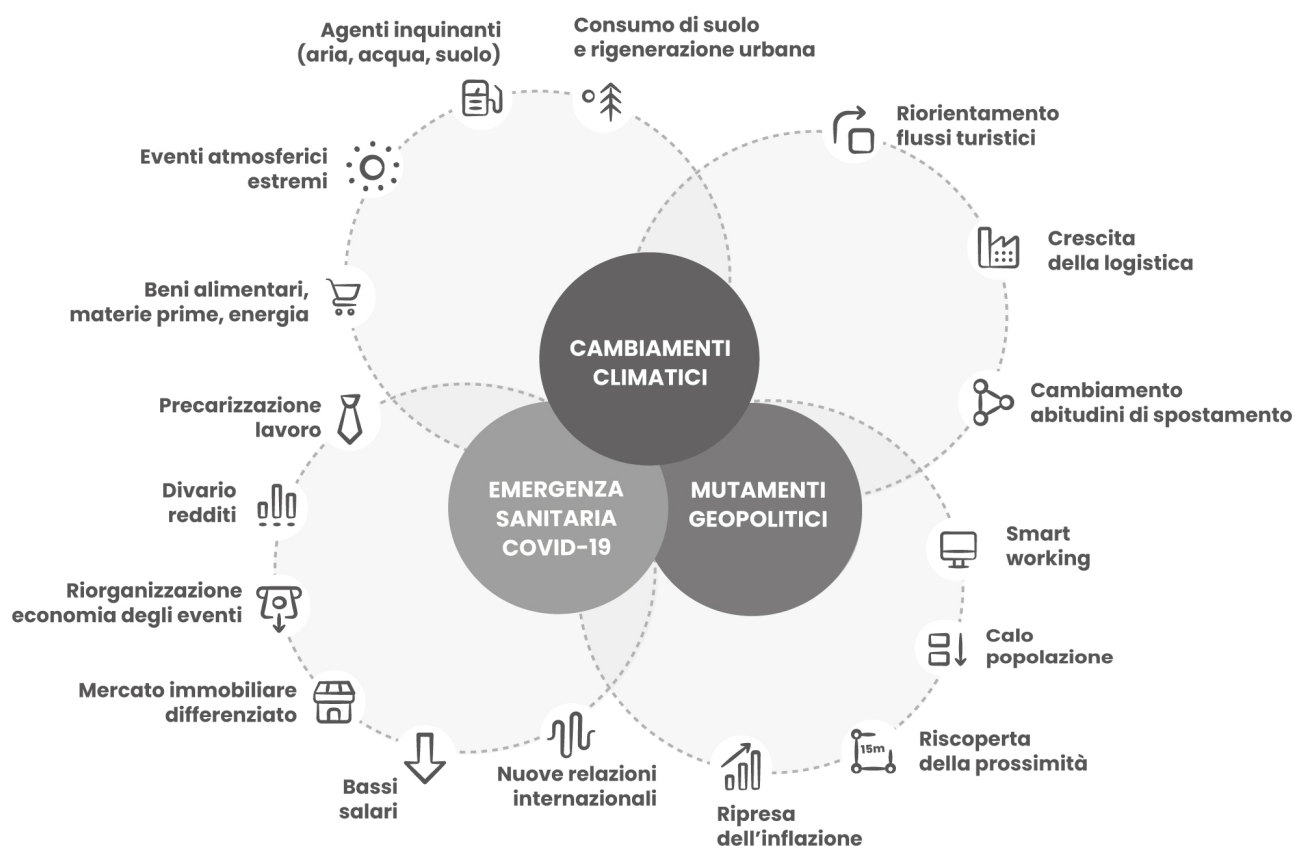 Agenti inquinanti
(aria, acqua, suolo)
Consumo di suolo
e rigenerazione urbana
Riorientamento
flussi turistici
Eventi atmosferici
estremi
Crescita
della logistica
Beni alimentari,
materie prime, energia
CAMBIAMENTI
CLIMATICI
Precarizzazione
lavoro
Cambiamento
abitudini di spostamento
Divario
redditi
EMERGENZA
SANITARIA
COVID-19
MUTAMENTI
GEOPOLITICI
Smart
working
Riorganizzazione
economia degli eventi
Calo
popolazione
Mercato immobiliare
differenziato
15m
Riscoperta
della prossimità
Bassi
salari
Nuove relazioni
internazionali
Ripresa
dell’inflazione